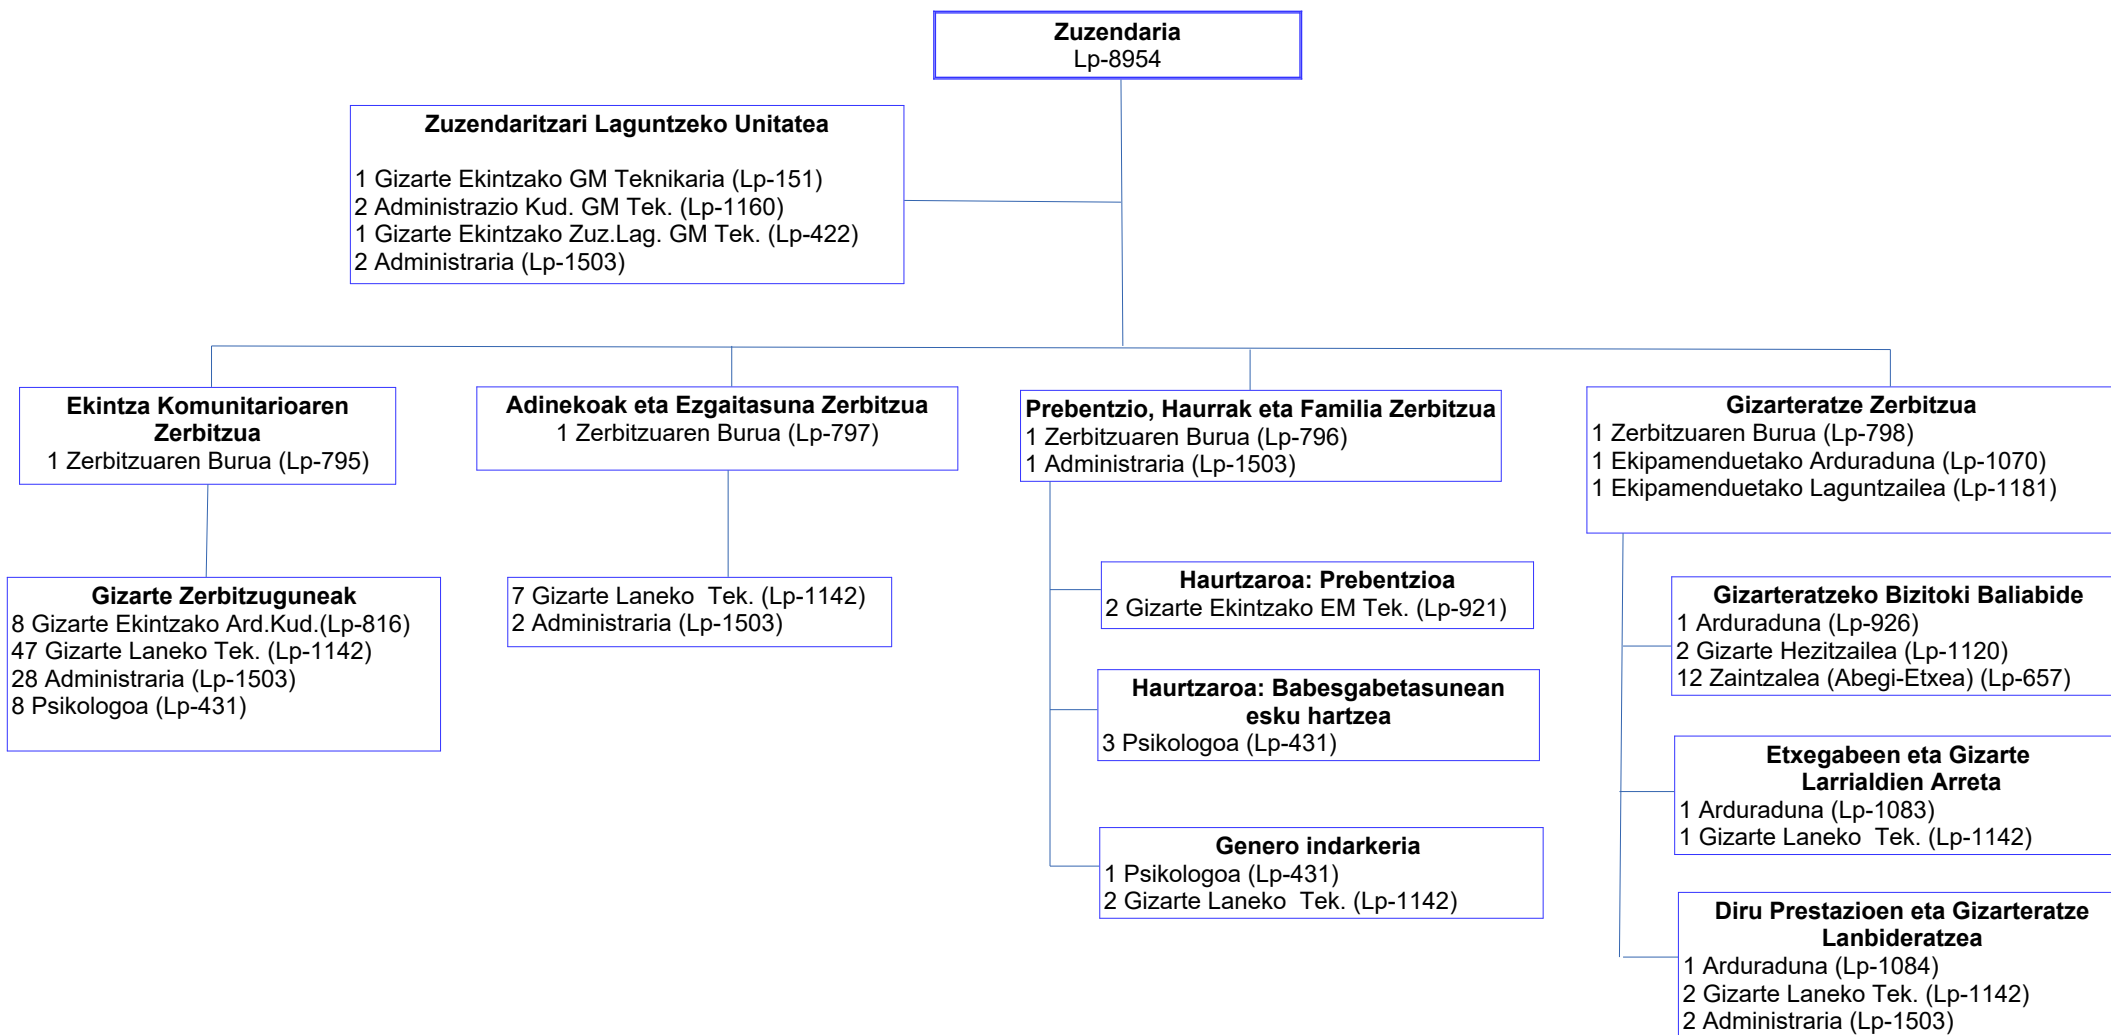 Zuzendaria
Lp-8954
Zuzendaritzari Laguntzeko Unitatea
1 Gizarte Ekintzako GM Teknikaria (Lp-151)
2 Administrazio Kud. GM Tek. (Lp-1160)
1 Gizarte Ekintzako Zuz.Lag. GM Tek. (Lp-422)
2 Administraria (Lp-1503)
Ekintza Komunitarioaren
Zerbitzua
1 Zerbitzuaren Burua (Lp-795)
Gizarte Zerbitzuguneak
8 Gizarte Ekintzako Ard.Kud.(Lp-816)
47 Gizarte Laneko Tek. (Lp-1142)
28 Administraria (Lp-1503)
8 Psikologoa (Lp-431)
Adinekoak eta Ezgaitasuna Zerbitzua
1 Zerbitzuaren Burua (Lp-797)
7 Gizarte Laneko  Tek. (Lp-1142)
2 Administraria (Lp-1503)
Prebentzio, Haurrak eta Familia Zerbitzua
1 Zerbitzuaren Burua (Lp-796)
1 Administraria (Lp-1503)
Haurtzaroa: Prebentzioa
2 Gizarte Ekintzako EM Tek. (Lp-921)
Haurtzaroa: Babesgabetasunean
esku hartzea
3 Psikologoa (Lp-431)
Genero indarkeria
1 Psikologoa (Lp-431)
2 Gizarte Laneko  Tek. (Lp-1142)
Gizarteratze Zerbitzua
1 Zerbitzuaren Burua (Lp-798)
1 Ekipamenduetako Arduraduna (Lp-1070)
1 Ekipamenduetako Laguntzailea (Lp-1181)
Gizarteratzeko Bizitoki Baliabide
1 Arduraduna (Lp-926)
2 Gizarte Hezitzailea (Lp-1120)
12 Zaintzalea (Abegi-Etxea) (Lp-657)
Etxegabeen eta Gizarte
Larrialdien Arreta
1 Arduraduna (Lp-1083)
1 Gizarte Laneko  Tek. (Lp-1142)
Diru Prestazioen eta Gizarteratze
Lanbideratzea
1 Arduraduna (Lp-1084)
2 Gizarte Laneko Tek. (Lp-1142)
2 Administraria (Lp-1503)